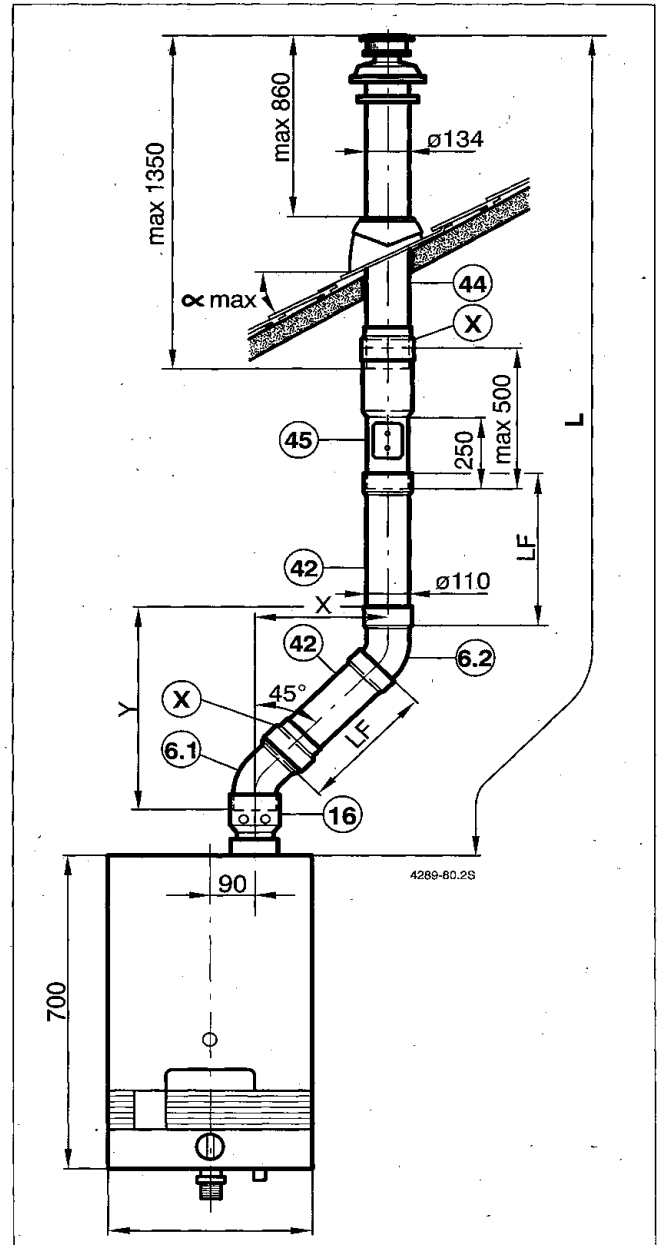 max 860
max 1350
ø134
∝ max
44
X
max 500
45
250
LF
42
ø110
L
X
42
6.2
Y
X
45°
LF
6.1
16
4289-80.2S
90
700